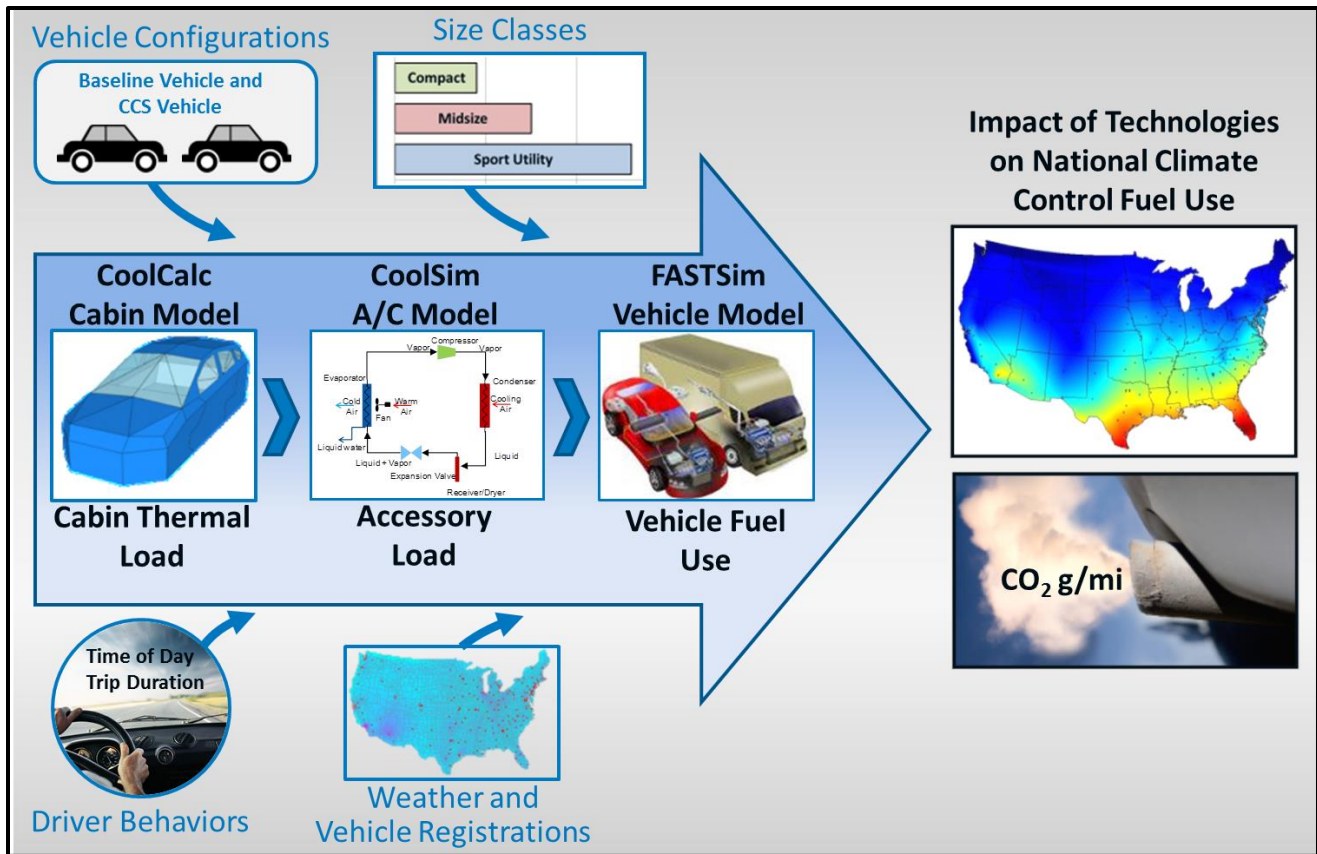 Vehicle Configurations
Baseline Vehicle and
CCS Vehicle
Size Classes
Compact
Midsize
Sport Utility
Impact of Technologies
on National Climate
Control Fuel Use
CoolCalc
Cabin Model
CoolSim
A/C Model
FASTSim
Vehicle Model
Compressor
Vapor
Vapor
Evaporator
Condenser
Cold
Air
Fan
Warm
Air
Cooling
Air
Liquid water
Liquid + Vapor
Liquid
Expansion Valve
Receiver/Dryer
Cabin Thermal
Load
Accessory
Load
Vehicle Fuel
Use
CO₂ g/mi
Time of Day
Trip Duration
Driver Behaviors
Weather and
Vehicle Registrations